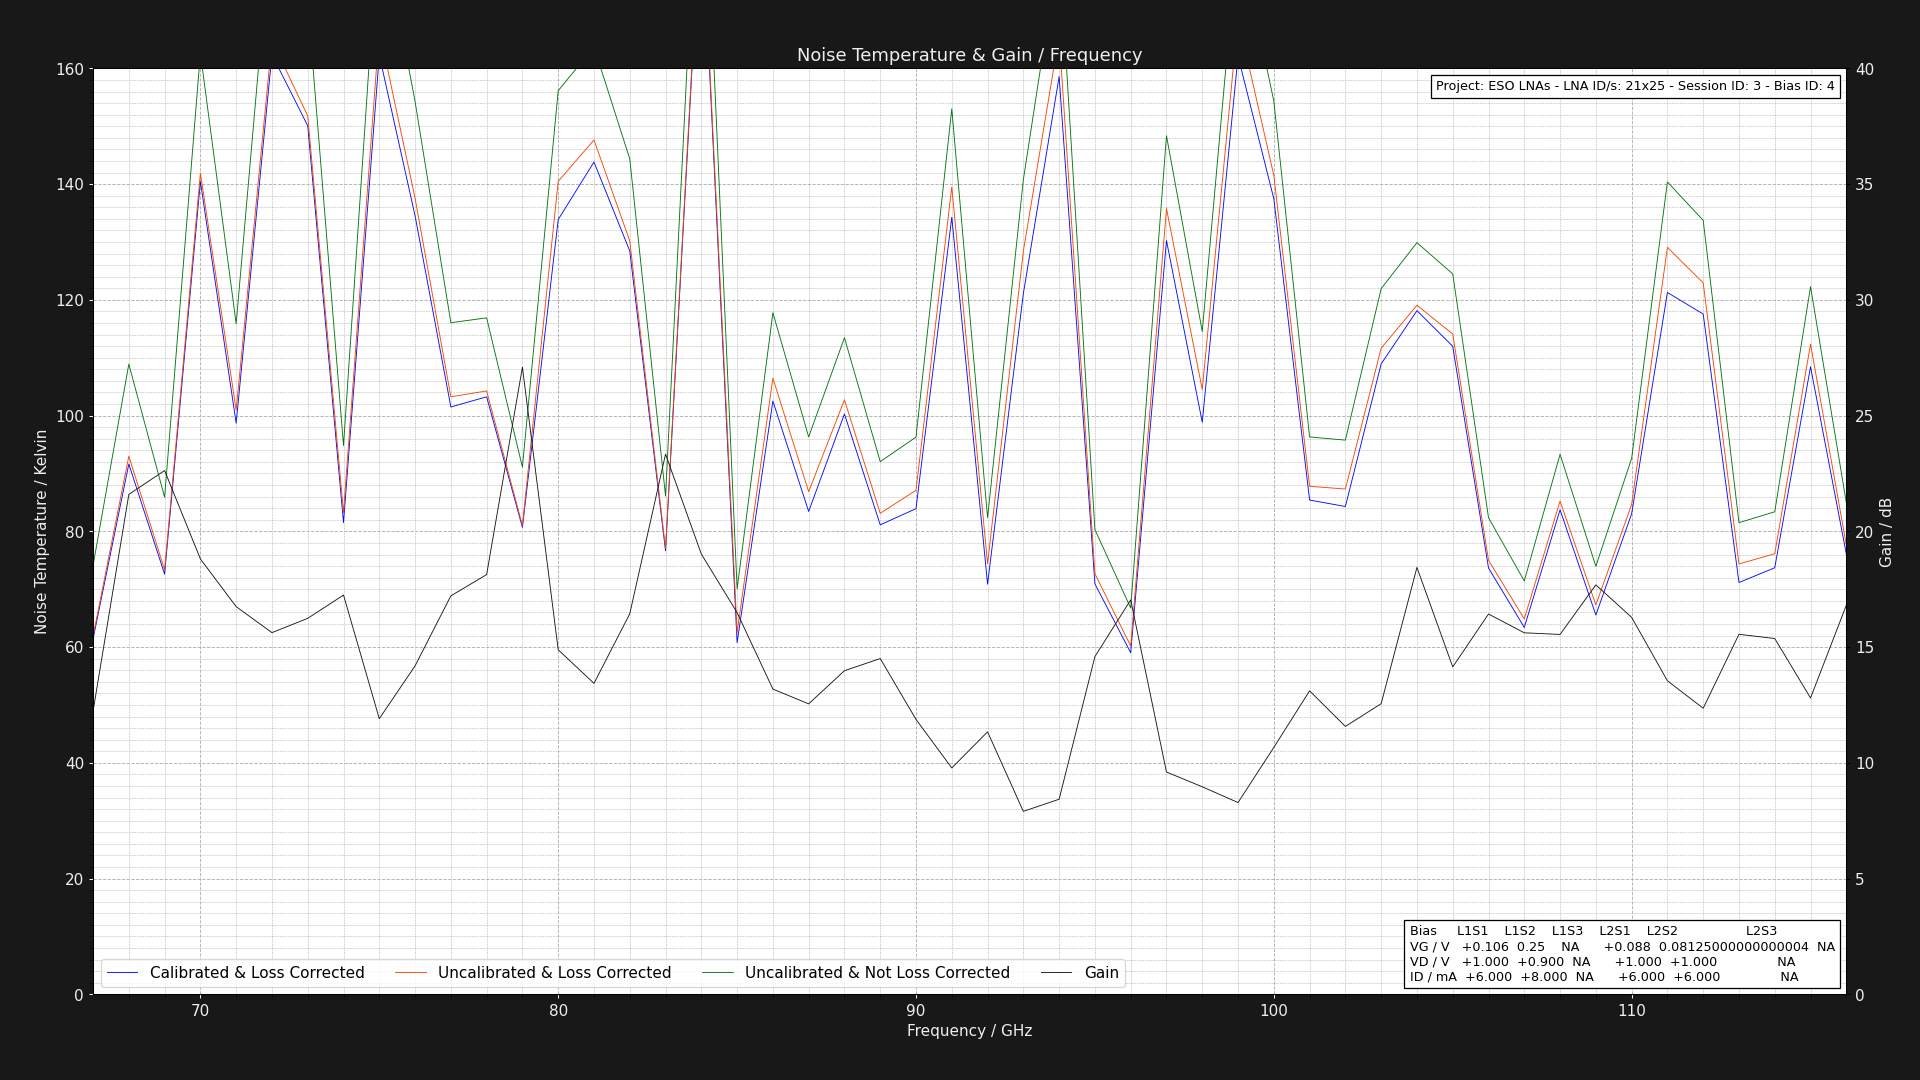 Noise Temperature & Gain / Frequency
Project: ESO LNAs - LNA ID/s: 21x25 - Session ID: 3 - Bias ID: 4
160
140
120
100
80
60
40
20
0
Noise Temperature / Kelvin
40
35
30
25
20
15
10
5
0
Gain / dB
Bias L1S1 L1S2 L1S3 L2S1 L2S2 L2S3
VG / V +0.106 0.25 NA +0.088 0.08125000000000004 NA
VD / V +1.000 +0.900 NA +1.000 +1.000 NA
ID / mA +6.000 +8.000 NA +6.000 +6.000 NA
Calibrated & Loss Corrected Uncalibrated & Loss Corrected Uncalibrated & Not Loss Corrected Gain
70 80 90 100 110
Frequency / GHz